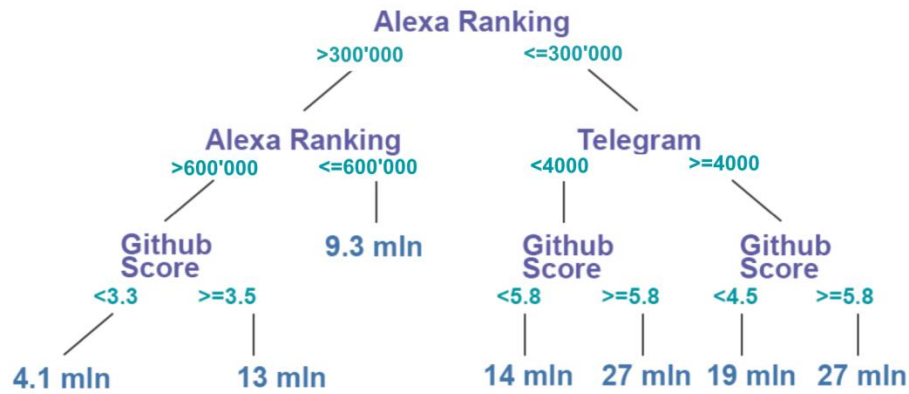 Alexa Ranking
>300'000 <=300'000
Alexa Ranking Telegram
>600'000 <=600'000 <4000 >=4000
Github 9.3 mln Github Github
Score Score Score
<3.3 >=3.5 <5.8 >=5.8 <4.5 >=5.8
4.1 mln 13 mln 14 mln 27 mln 19 mln 27 mln